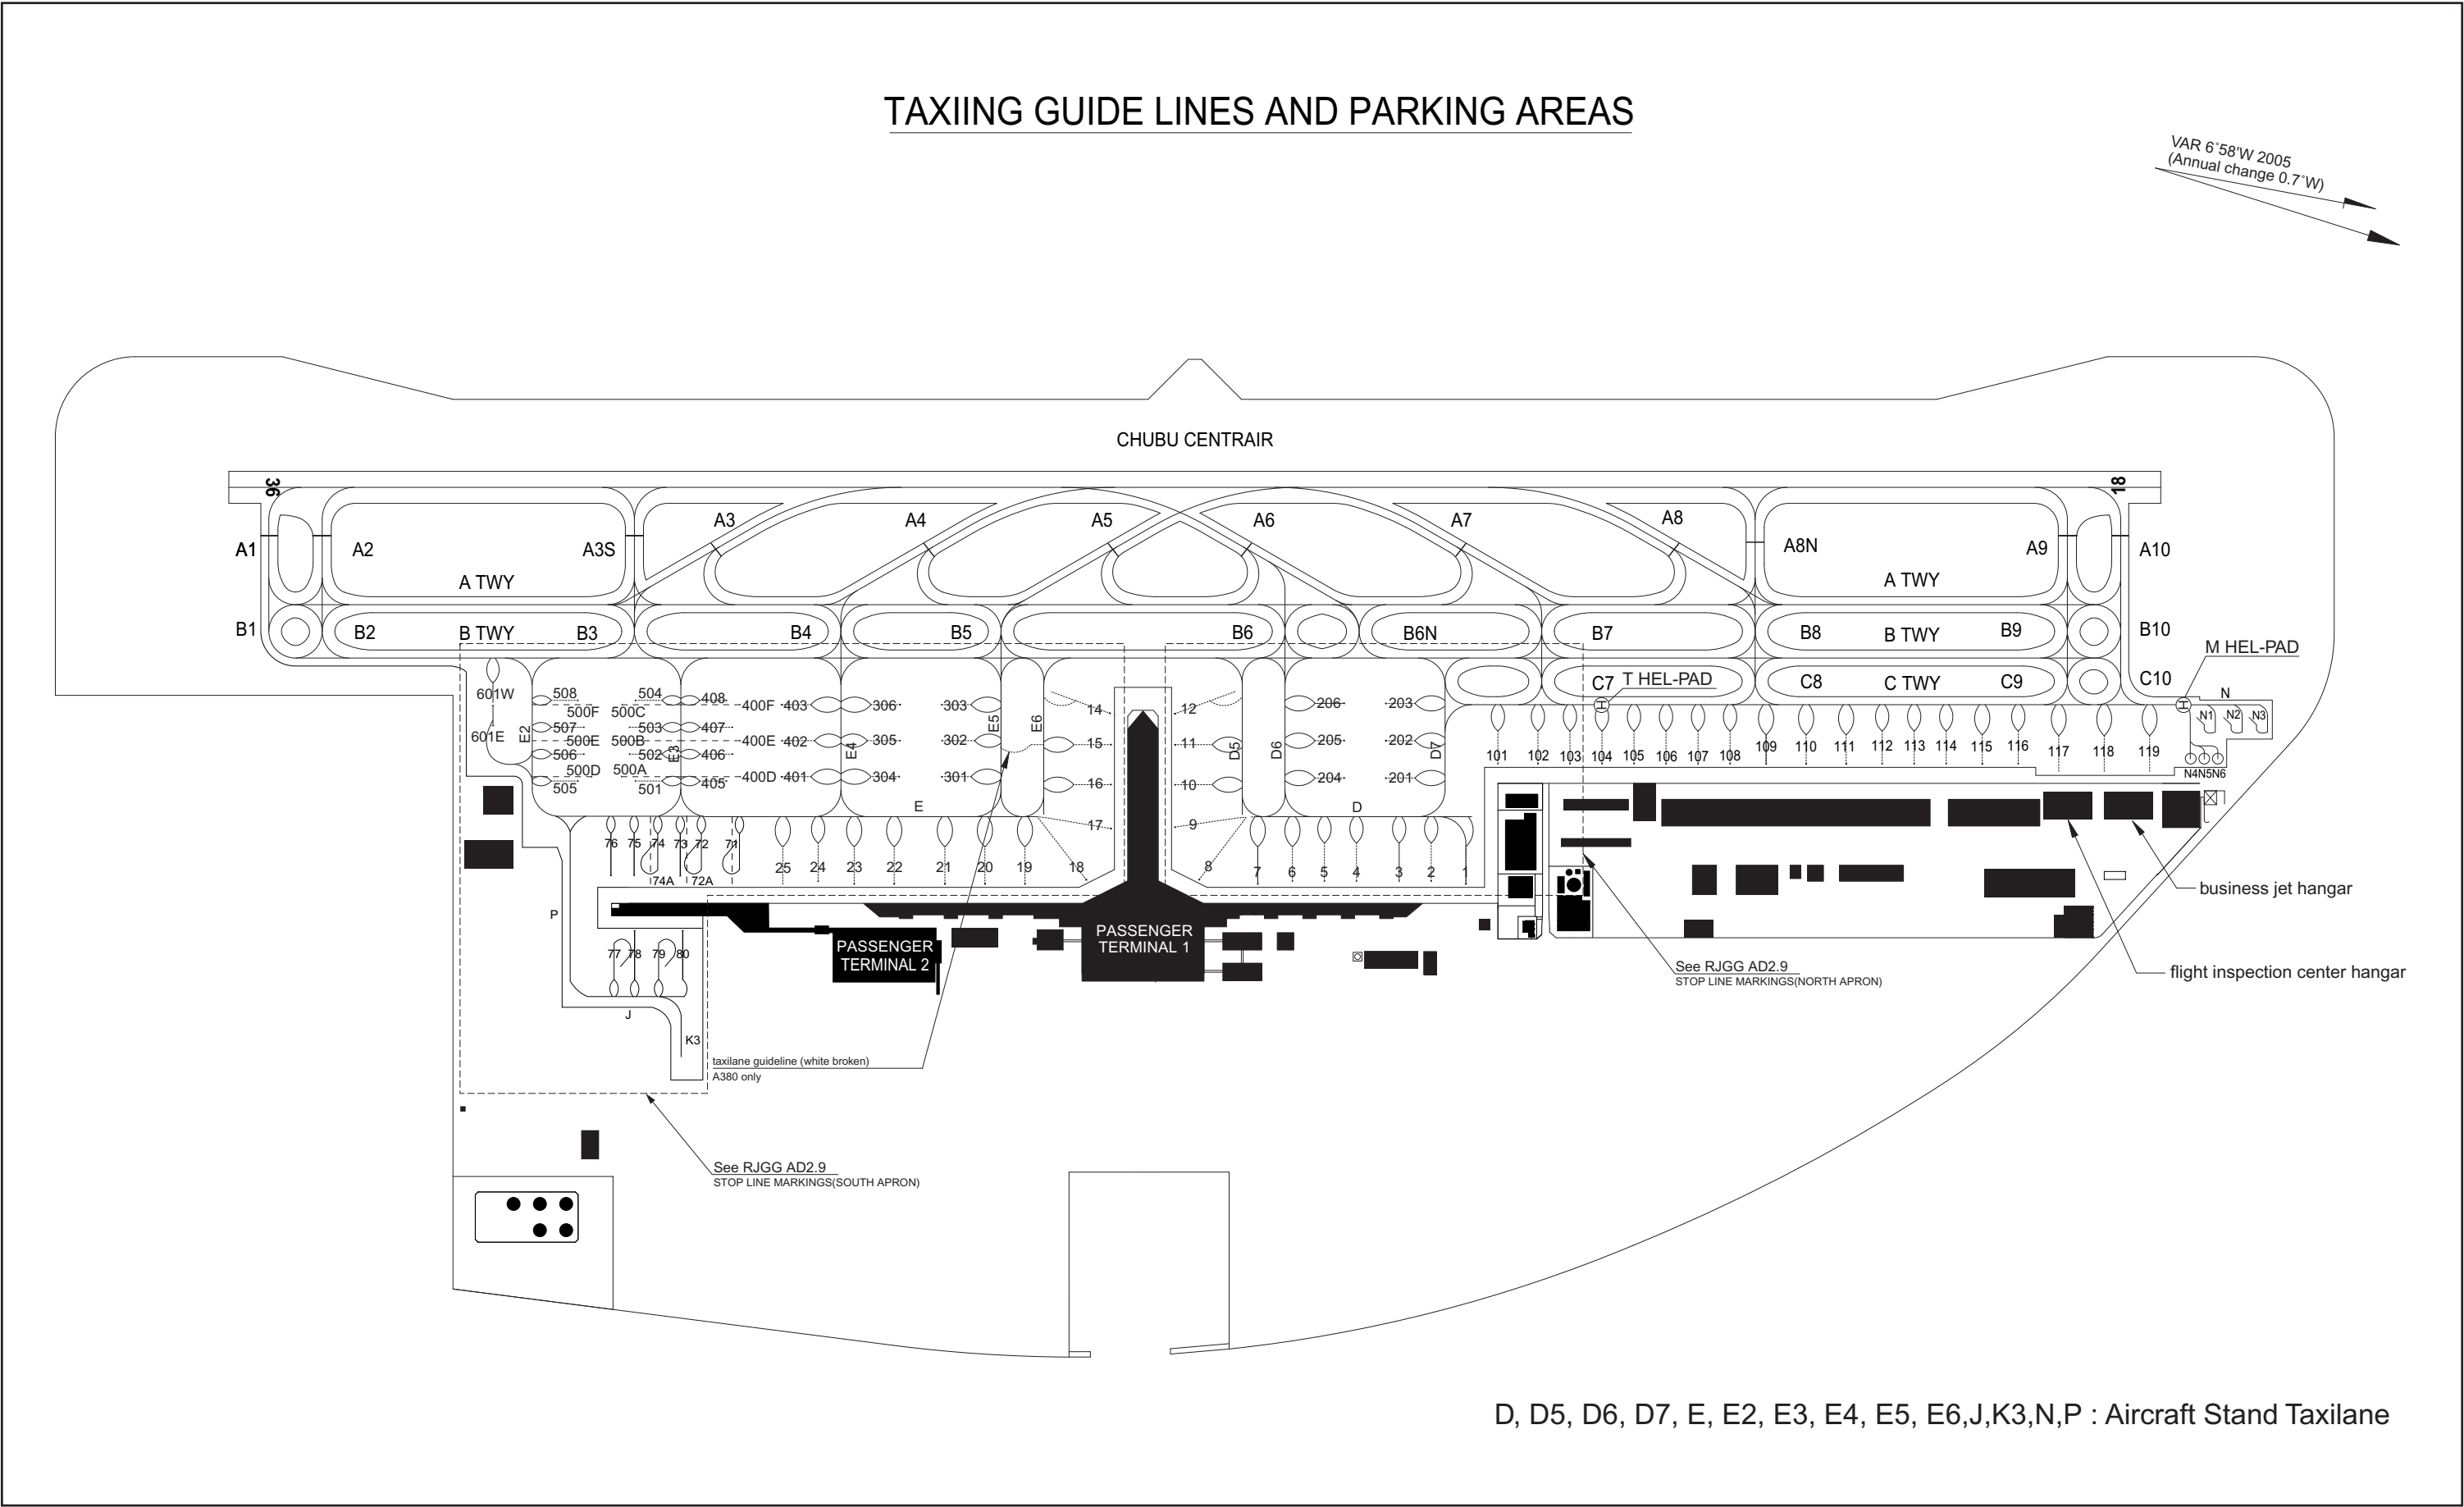 TAXIING GUIDE LINES AND PARKING AREAS
VAR 6˚58'W 2005
(Annual change 0.7˚W)
CHUBU CENTRAIR
36
18
A3
A4
A5
A6
A7
A8
A1
A2
A3S
A8N
A9
A10
A TWY
A TWY
B1
B2
B TWY
B3
B4
B5
B6
B6N
B7
B8
B TWY
B9
B10
M HEL-PAD
C7
T HEL-PAD
C8
C TWY
C9
C10
N
601W
508
504
408
500F
500C
400F
403
306
303
E5
E6
14
12
206
203
N1
N2
N3
601E
E2
507
503
407
500E
500B
400E
402
305
302
15
11
205
202
E3
E4
D5
D6
D7
506
502
406
500D
500A
400D
401
304
301
16
10
204
201
505
501
405
101
102
103
104
105
106
107
108
109
110
111
112
113
114
115
116
117
118
119
N4N5N6
E
D
17
9
76
75
74
73
72
71
25
24
23
22
21
20
19
18
8
7
6
5
4
3
2
1
74A
72A
business jet hangar
P
PASSENGER
TERMINAL 1
PASSENGER
TERMINAL 2
77
78
79
80
See RJGG AD2.9
STOP LINE MARKINGS(NORTH APRON)
flight inspection center hangar
J
K3
taxilane guideline (white broken)
A380 only
See RJGG AD2.9
STOP LINE MARKINGS(SOUTH APRON)
D, D5, D6, D7, E, E2, E3, E4, E5, E6,J,K3,N,P : Aircraft Stand Taxilane